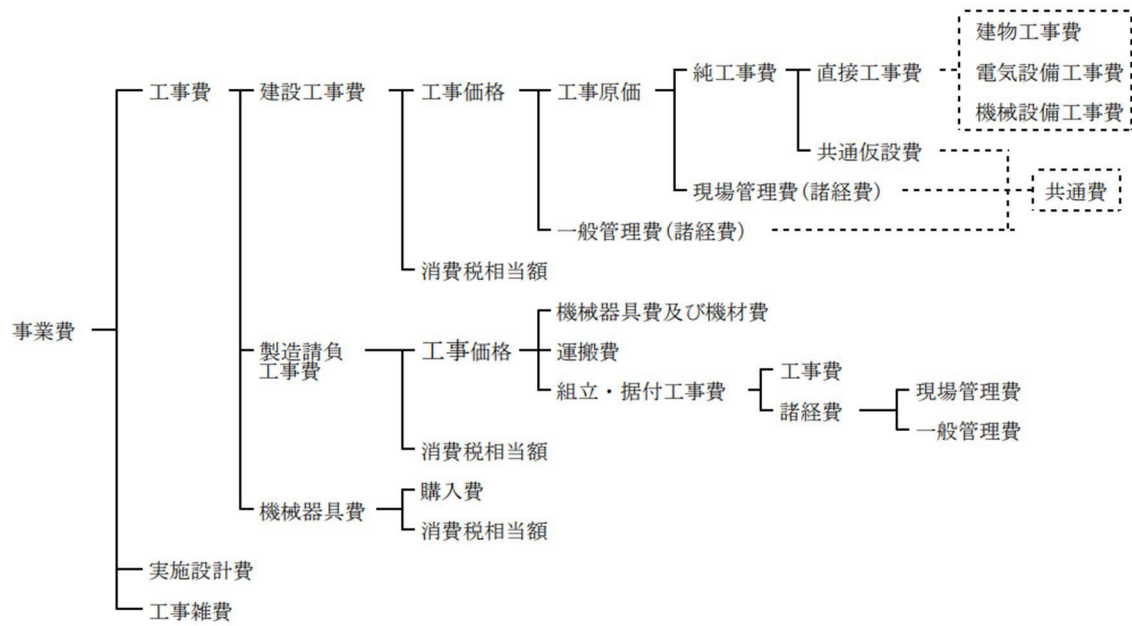 建物工事費
工事費
建設工事費
工事価格
工事原価
純工事費
直接工事費
電気設備工事費
機械設備工事費
共通仮設費
現場管理費(諸経費)
共通費
一般管理費(諸経費)
消費税相当額
事業費
製造請負
工事費
工事価格
機械器具費及び機材費
運搬費
組立・据付工事費
工事費
諸経費
現場管理費
一般管理費
消費税相当額
機械器具費
購入費
消費税相当額
実施設計費
工事雑費